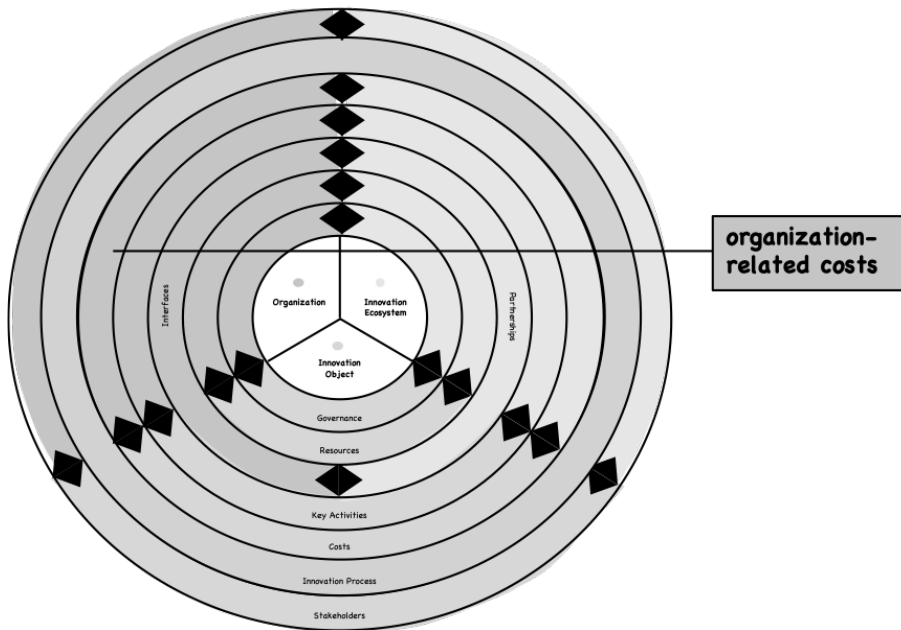 organization-
related costs
Organization
Innovation
Ecosystem
Interfaces
Partnerships
Innovation
Object
Governance
Resources
Key Activities
Costs
Innovation Process
Stakeholders